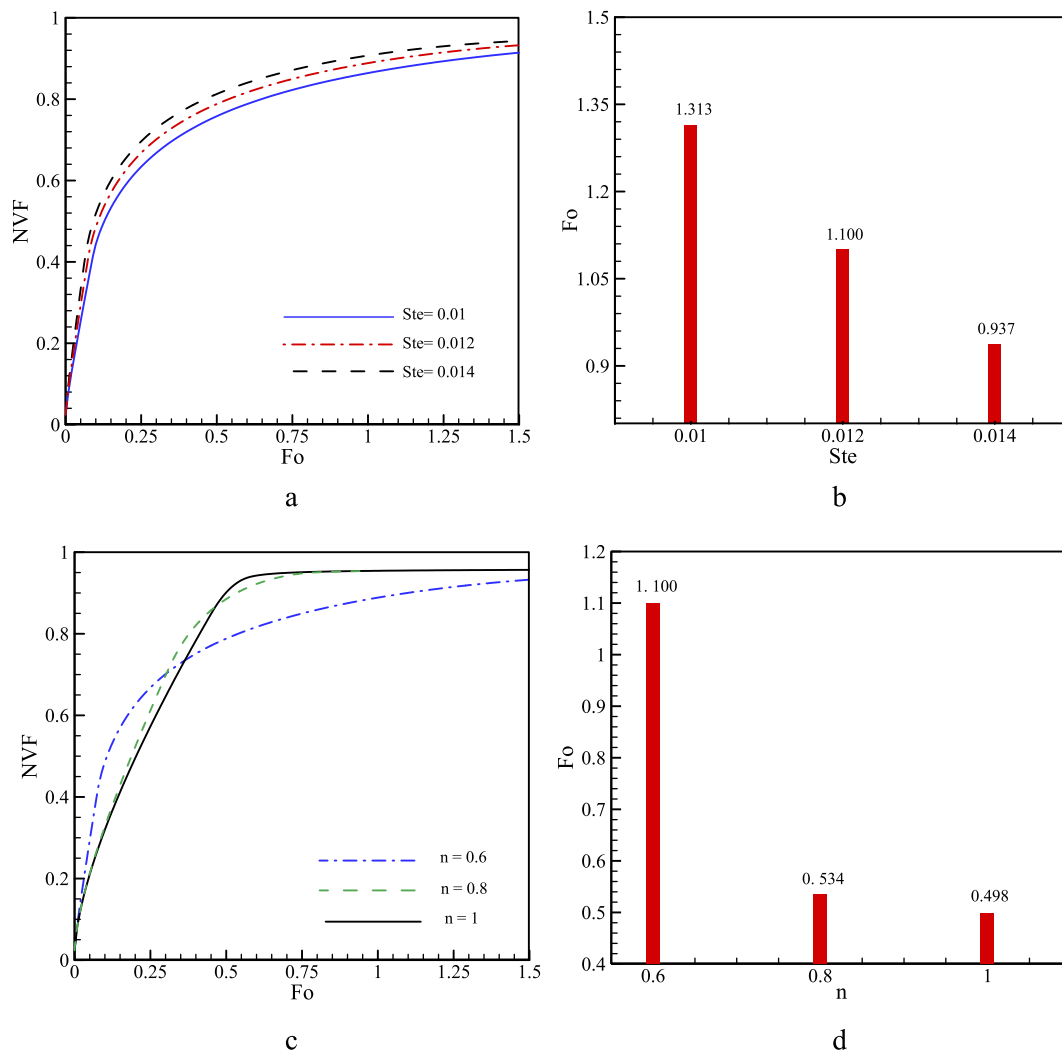 1
0.8
0.6
0.4
0.2
0
NVF
0
0.25
0.5
0.75
1
1.25
1.5
Fo
Ste= 0.01
Ste= 0.012
Ste= 0.014
a
1.5
1.35
1.2
1.05
0.9
Fo
1.313
1.100
0.937
0.01
0.012
0.014
Ste
b
1
0.8
0.6
0.4
0.2
0
NVF
0
0.25
0.5
0.75
1
1.25
1.5
Fo
n = 0.6
n = 0.8
n = 1
c
1.2
1.1
1
0.9
0.8
0.7
0.6
0.5
0.4
Fo
1. 100
0. 534
0.498
0.6
0.8
1
n
d